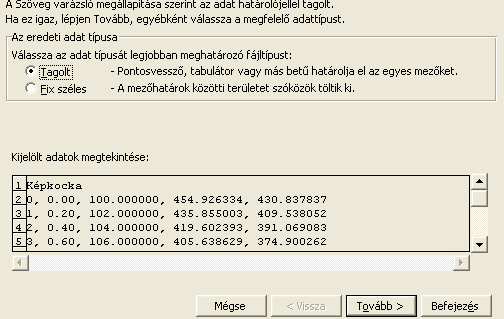 A Szöveg varázsló megállapítása szerint az adat határolójellel tagolt.
Ha ez igaz, lépjen Tovább, egyébként válassza a megfelelő adattípust.
Az eredeti adat típusa
Válassza az adat típusát legjobban meghatározó fájltípust:
Tagolt - Pontosvessző, tabulátor vagy más betű határolja el az egyes mezőket.
Fix széles - A mezőhatárok közötti területet szóközök töltik ki.
Kijelölt adatok megtekintése:
1 Képkocka
2 0, 0.00, 100.000000, 454.926334, 430.837837
3 1, 0.20, 102.000000, 435.855003, 409.538052
4 2, 0.40, 104.000000, 419.602393, 391.069083
5 3, 0.60, 106.000000, 405.638629, 374.900262
Mégse < Vissza Tovább > Befejezés